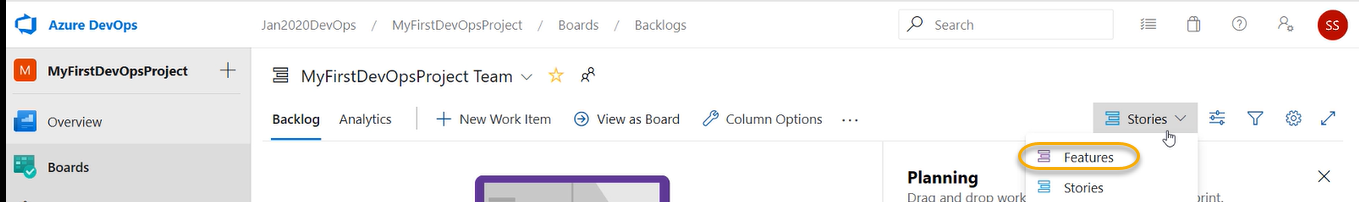 Azure DevOps
Jan2020DevOps / MyFirstDevOpsProject / Boards / Backlogs
Search
SS
M MyFirstDevOpsProject
MyFirstDevOpsProject Team
Overview
Backlog Analytics New Work Item View as Board Column Options ...
Stories
Boards
Features
Stories
Planning
Drag and drop work
print.